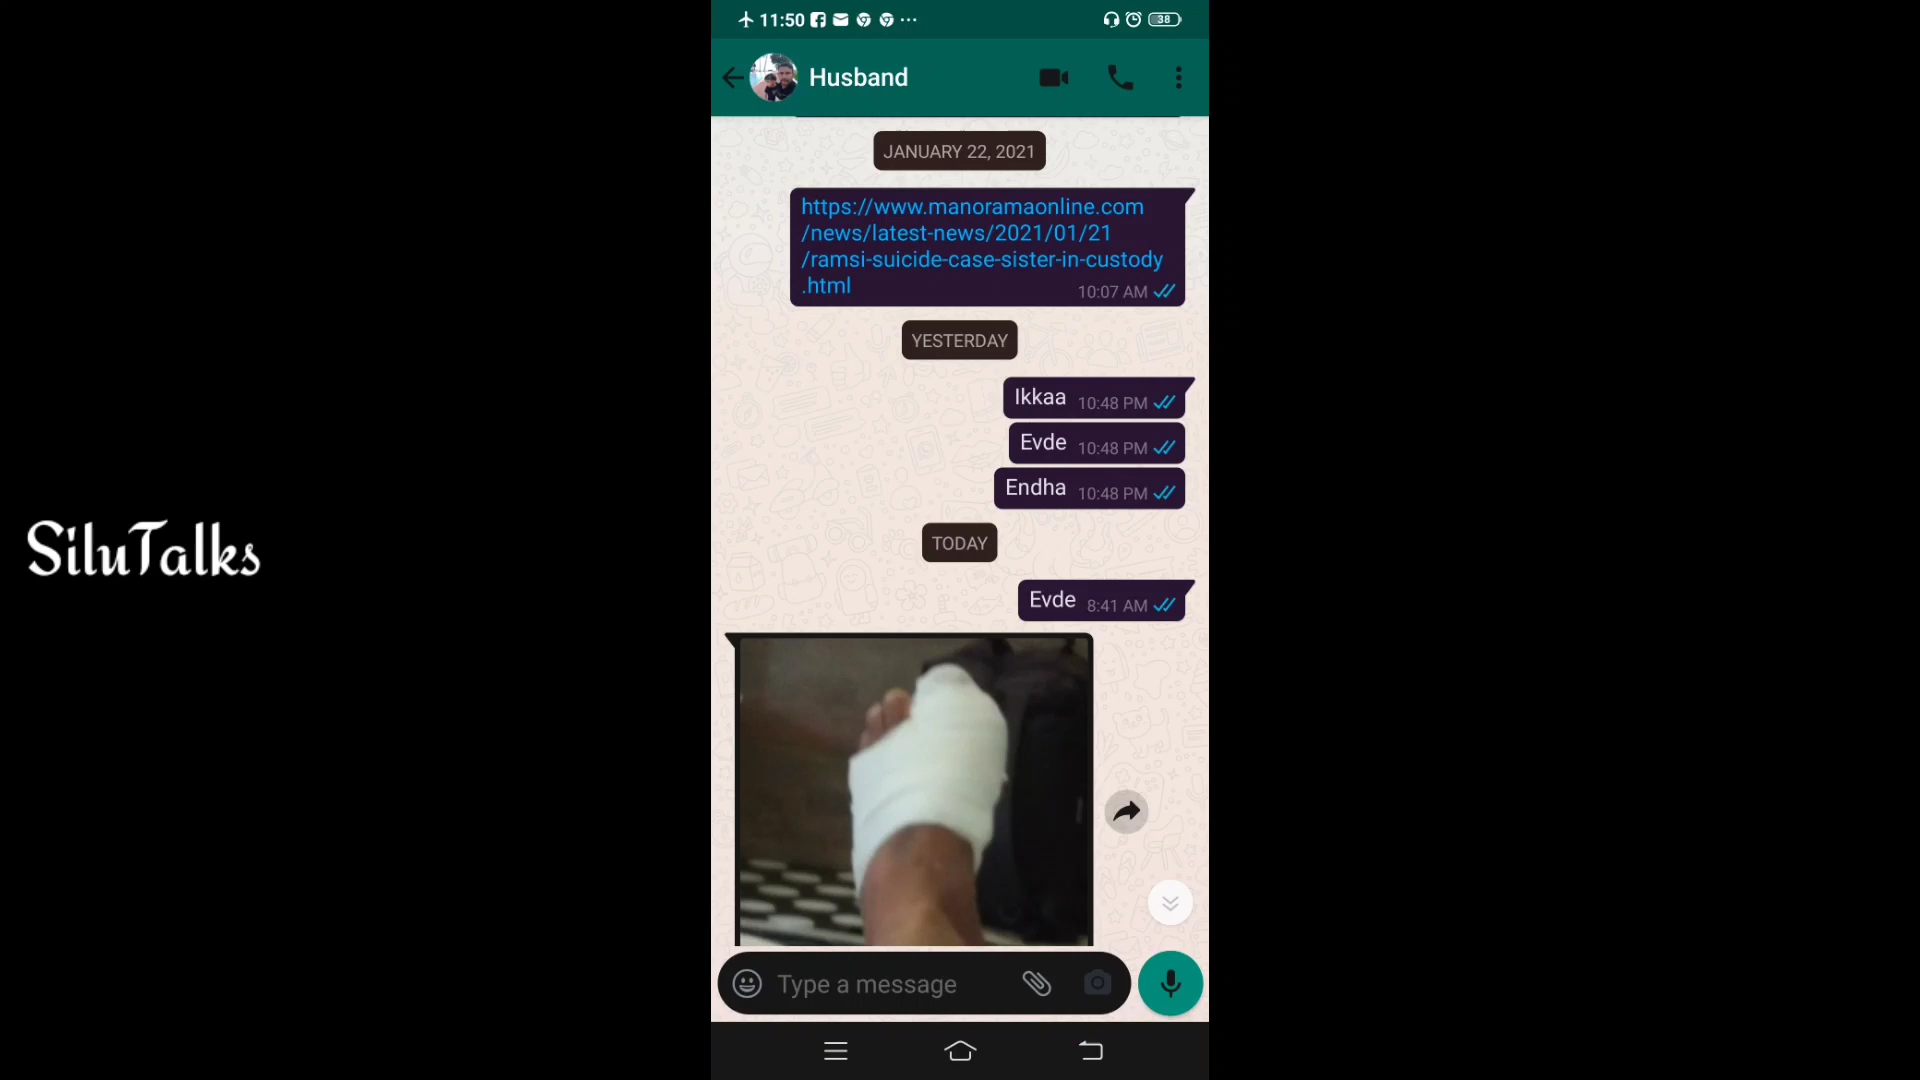 11:50
38
Husband
JANUARY 22, 2021
https://www.manoramaonline.com
/news/latest-news/2021/01/21
/ramsi-suicide-case-sister-in-custody
.html
10:07 AM
YESTERDAY
Ikkaa 10:48 PM
Evde 10:48 PM
Endha 10:48 PM
SiluTalks
TODAY
Evde 8:41 AM
Type a message